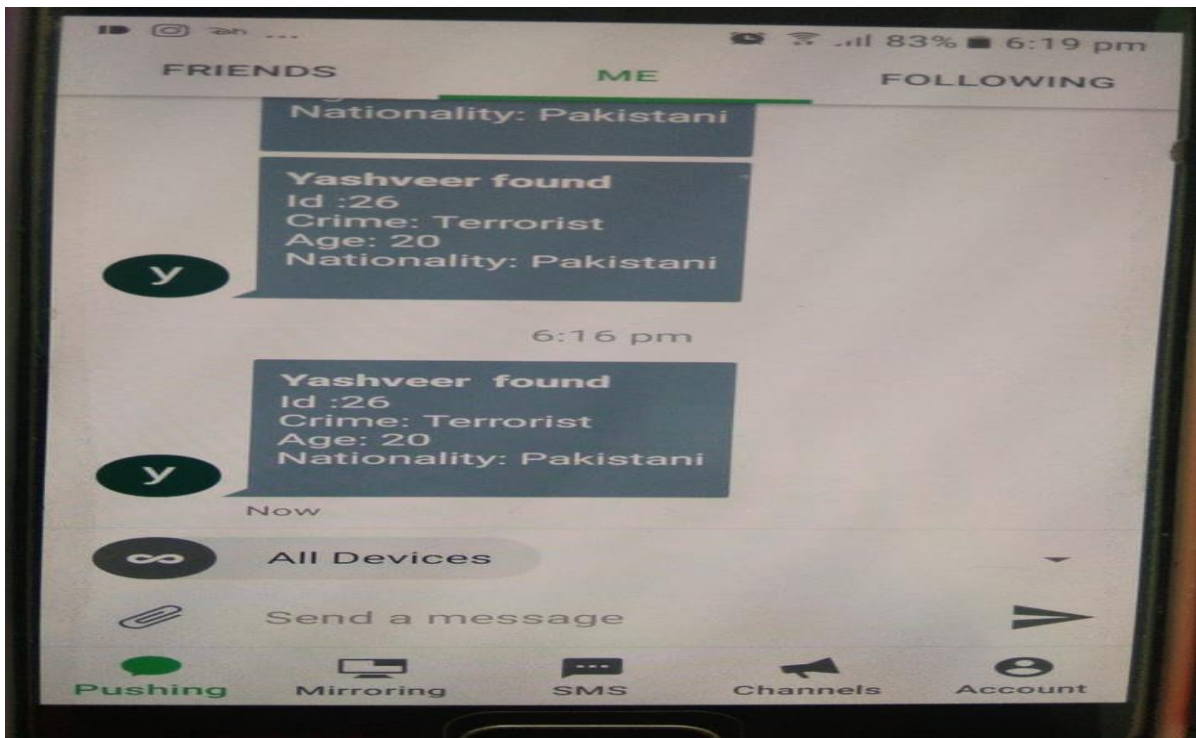 ... 83% 6:19 pm
FRIENDS ME FOLLOWING
Nationality: Pakistani
Yashveer found
Id :26
Crime: Terrorist
Age: 20
Nationality: Pakistani
y
6:16 pm
Yashveer found
Id :26
Crime: Terrorist
Age: 20
Nationality: Pakistani
y
Now
All Devices
Send a message
Pushing Mirroring SMS Channels Account